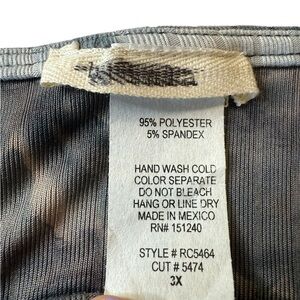 95% POLYESTER
5% SPANDEX
HAND WASH COLD
COLOR SEPARATE
DO NOT BLEACH
HANG OR LINE DRY
MADE IN MEXICO
RN# 151240
STYLE # RC5464
CUT # 5474
3X